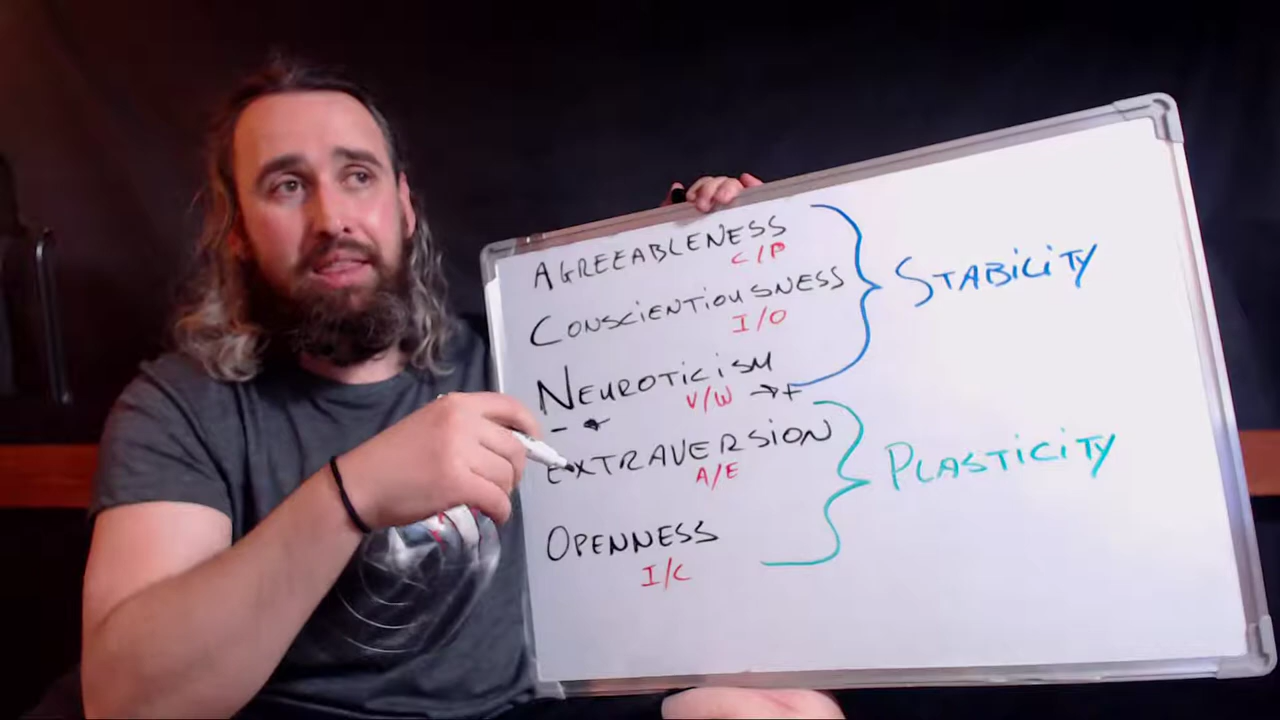 AGREEABLENESS
C/P
CONSCIENTIOUSNESS
I/O
STABILITY
NEUROTICISM
V/W → +
- ←
EXTRAVERSION
A/E
PLASTICITY
OPENNESS
I/C